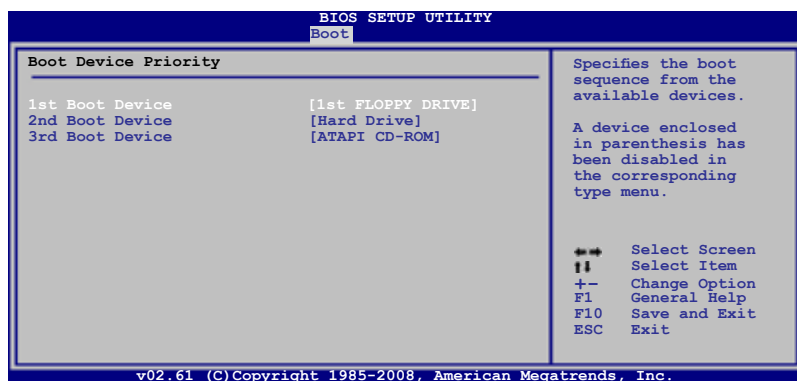 BIOS SETUP UTILITY
Boot
Boot Device Priority
1st Boot Device [1st FLOPPY DRIVE]
2nd Boot Device [Hard Drive]
3rd Boot Device [ATAPI CD-ROM]
Specifies the boot
sequence from the
available devices.
A device enclosed
in parenthesis has
been disabled in
the corresponding
type menu.
←→ Select Screen
↑↓ Select Item
+- Change Option
F1 General Help
F10 Save and Exit
ESC Exit
v02.61 (C)Copyright 1985-2008, American Megatrends, Inc.